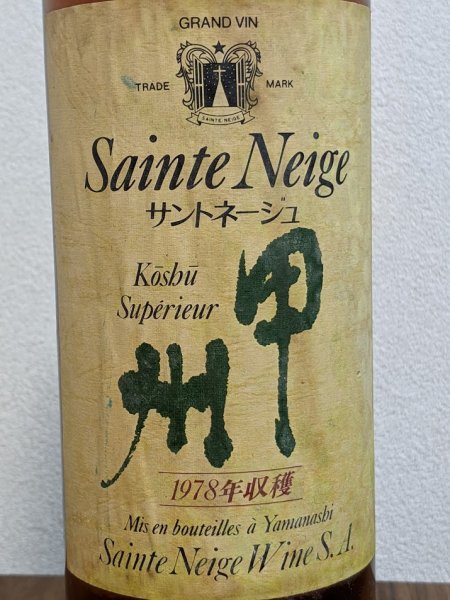 GRAND VIN
TRADE MARK
SAINTE NEIGE
Sainte Neige
サントネージュ
Kōshū
Supérieur
甲州
1978年収穫
Mis en bouteilles à Yamanashi
Sainte Neige Wine S.A.